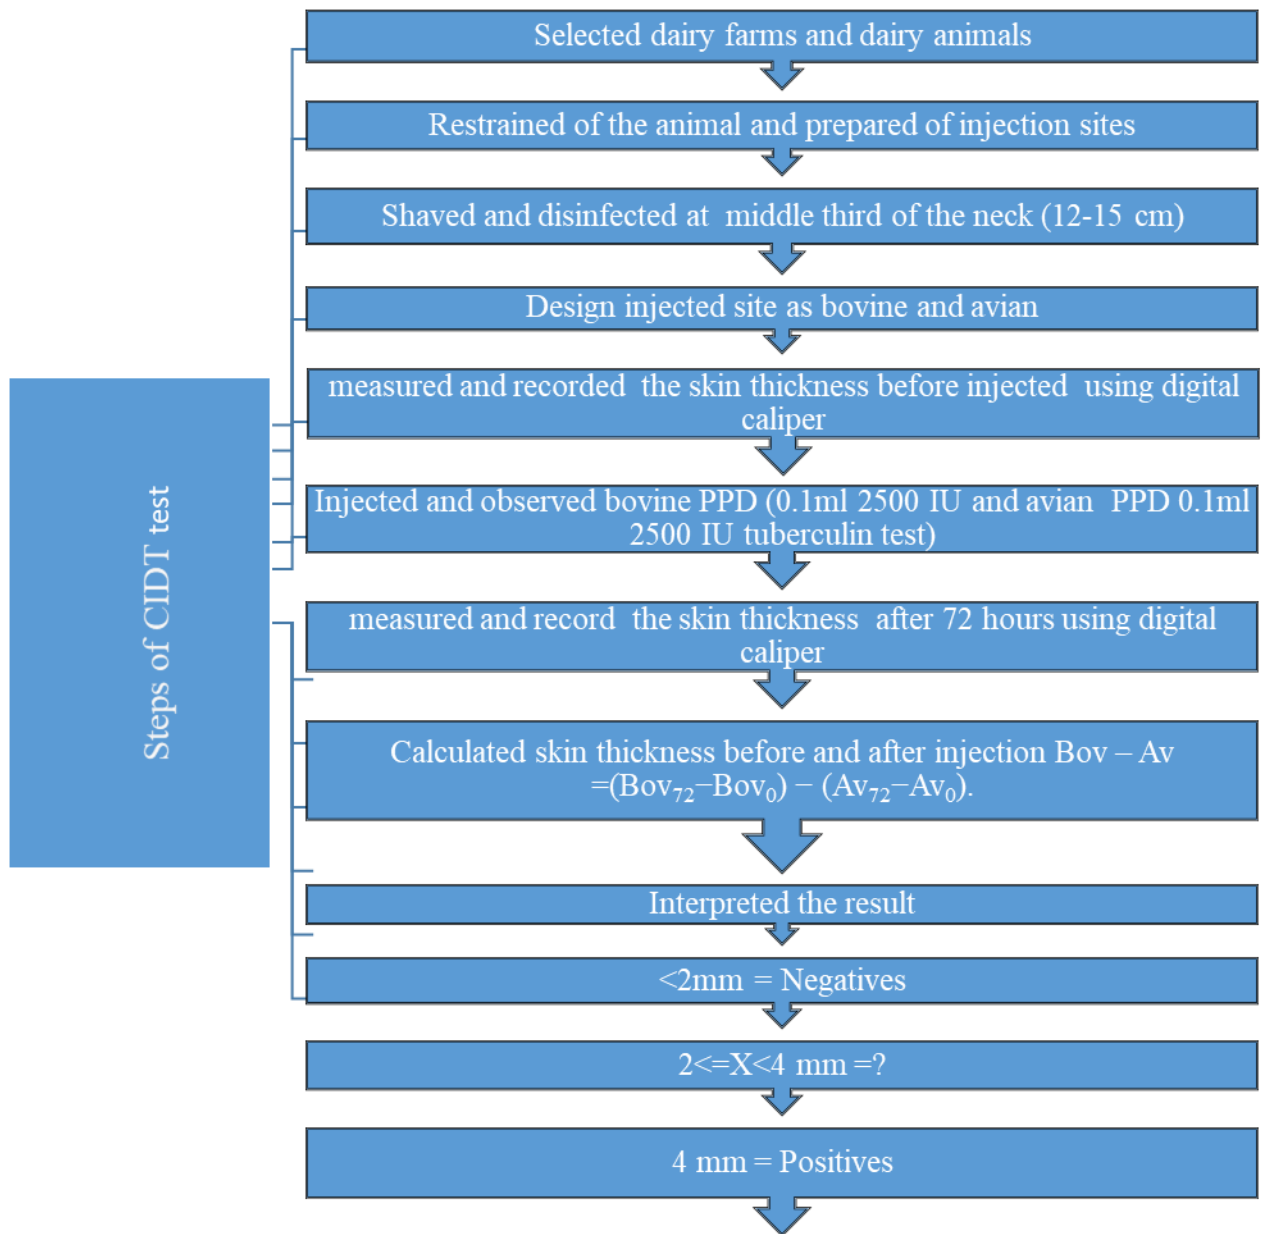 Selected dairy farms and dairy animals
Restrained of the animal and prepared of injection sites
Shaved and disinfected at middle third of the neck (12-15 cm)
Design injected site as bovine and avian
measured and recorded the skin thickness before injected using digital
caliper
Injected and observed bovine PPD (0.1ml 2500 IU and avian PPD 0.1ml
2500 IU tuberculin test)
measured and record the skin thickness after 72 hours using digital
caliper
Calculated skin thickness before and after injection Bov – Av
=(Bov₇₂−Bov₀) − (Av₇₂−Av₀).
Interpreted the result
<2mm = Negatives
2<=X<4 mm =?
4 mm = Positives
Steps of CIDT test